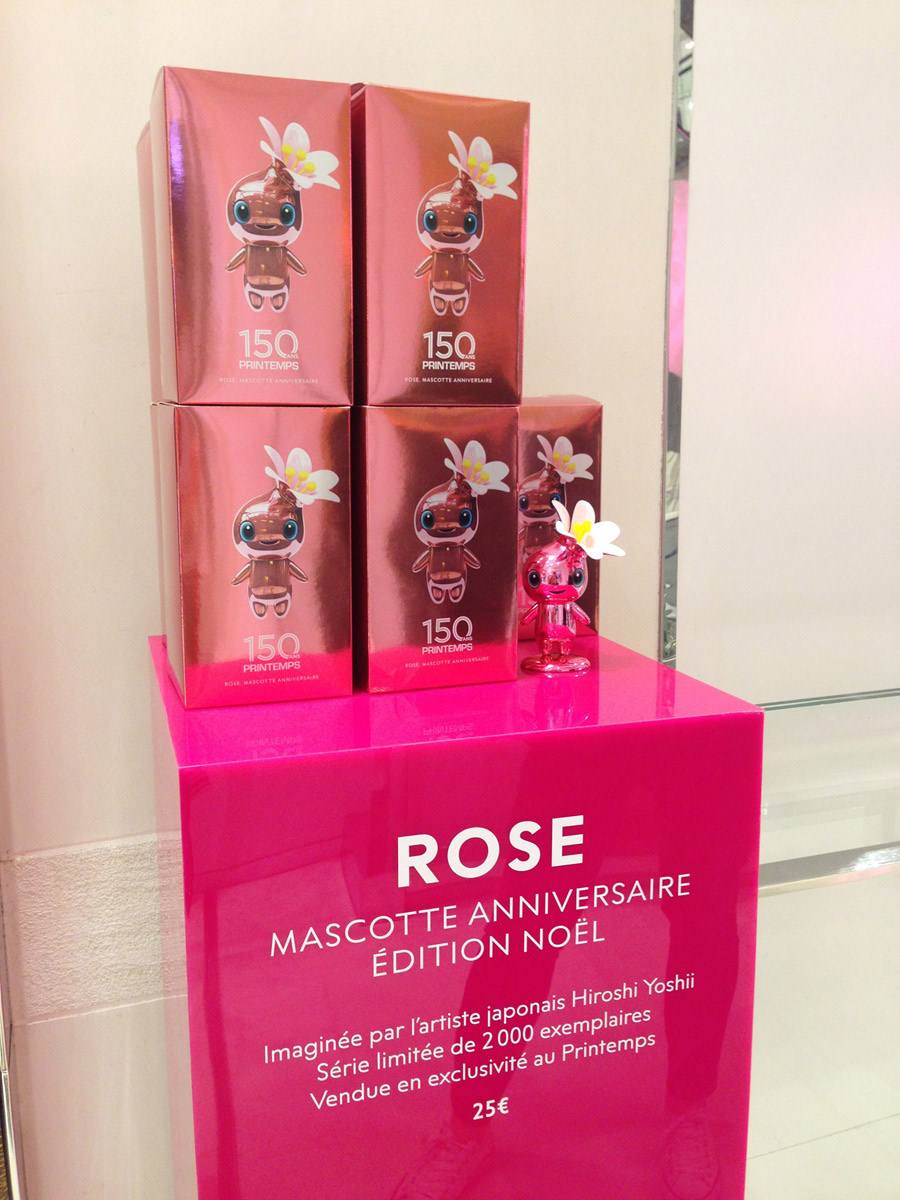 150
ANS
PRINTEMPS
ROSE, MASCOTTE ANNIVERSAIRE
150
ANS
PRINTEMPS
ROSE, MASCOTTE ANNIVERSAIRE
150
ANS
PRINTEMPS
ROSE, MASCOTTE ANNIVERSAIRE
150
ANS
PRINTEMPS
ROSE, MASCOTTE ANNIVERSAIRE
ROSE
MASCOTTE ANNIVERSAIRE
ÉDITION NOËL
Imaginée par l'artiste japonais Hiroshi Yoshii
Série limitée de 2 000 exemplaires
Vendue en exclusivité au Printemps
25€